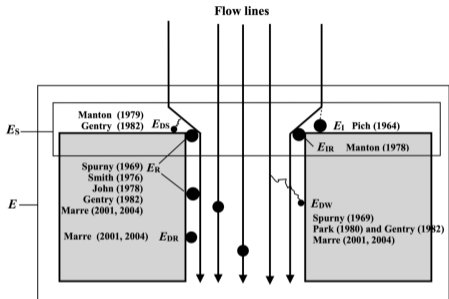 Flow lines
Manton (1979)
Gentry (1982)
EDS
EI Pich (1964)
ES
EIR Manton (1978)
Spurny (1969) ER
Smith (1976)
John (1978)
Gentry (1982)
Marre (2001, 2004)
E
EDW
Spurny (1969)
Park (1980) and Gentry (1982)
Marre (2001, 2004)
Marre (2001, 2004) EDR